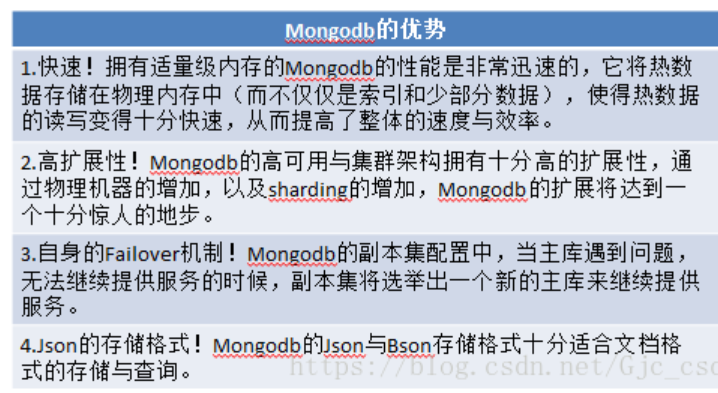 Mongodb的优势
1.快速！拥有适量级内存的Mongodb的性能是非常迅速的，它将热数
据存储在物理内存中（而不仅仅是索引和少部分数据），使得热数据
的读写变得十分快速，从而提高了整体的速度与效率。
2.高扩展性！Mongodb的高可用与集群架构拥有十分高的扩展性，通
过物理机器的增加，以及sharding的增加，Mongodb的扩展将达到一
个十分惊人的地步。
3.自身的Failover机制！Mongodb的副本集配置中，当主库遇到问题，
无法继续提供服务的时候，副本集将选举出一个新的主库来继续提供
服务。
4.Json的存储格式！Mongodb的Json与Bson存储格式十分适合文档格
式的存储与查询。
https://blog.csdn.net/Gjc_csd